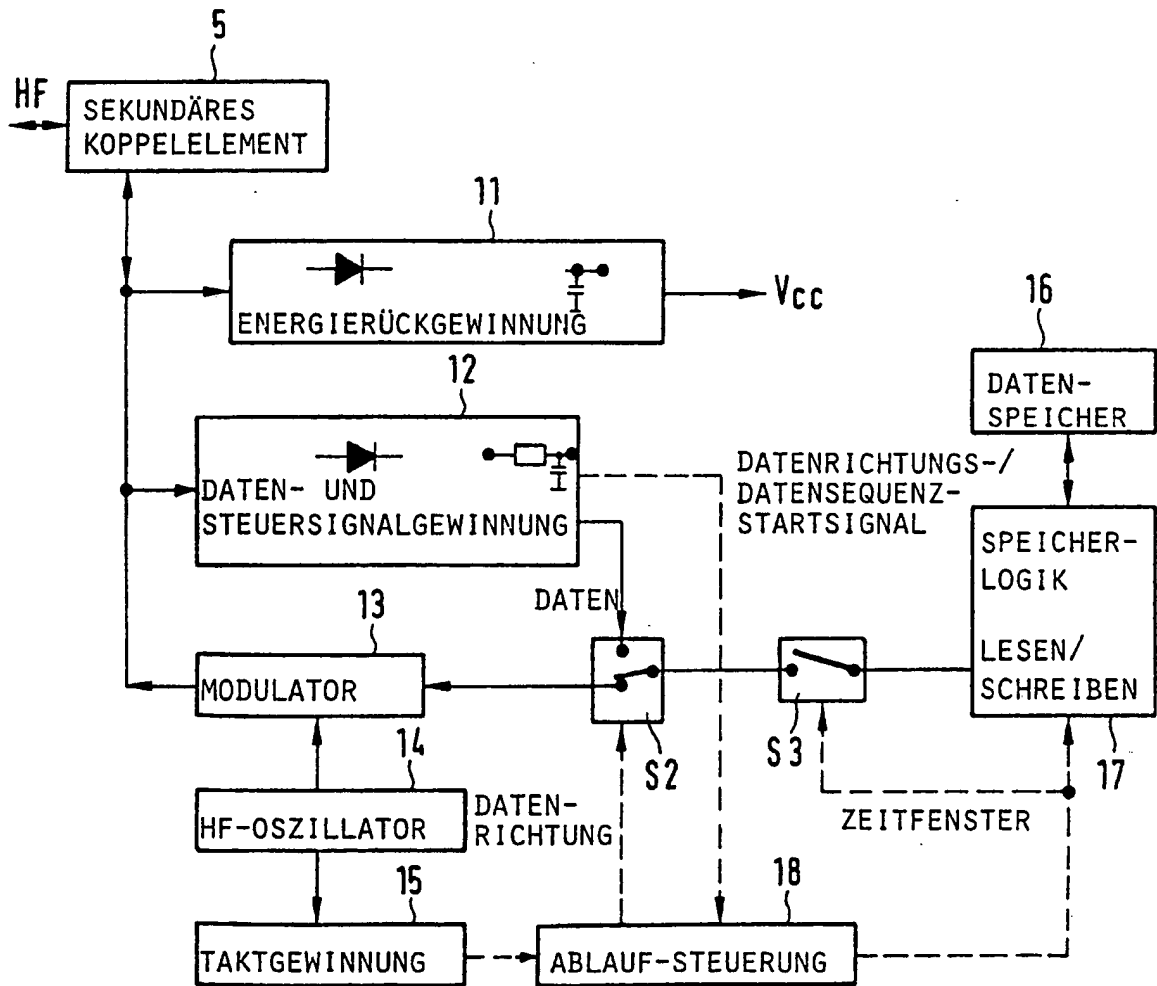 5
HF
SEKUNDÄRES
KOPPELELEMENT
11
ENERGIERÜCKGEWINNUNG
Vcc
16
DATEN-
SPEICHER
12
DATEN- UND
STEUERSIGNALGEWINNUNG
DATENRICHTUNGS-/
DATENSEQUENZ-
STARTSIGNAL
SPEICHER-
LOGIK
LESEN/
SCHREIBEN
17
DATEN
13
MODULATOR
S2
S3
14
HF-OSZILLATOR
DATEN-
RICHTUNG
ZEITFENSTER
15
TAKTGEWINNUNG
18
ABLAUF-STEUERUNG